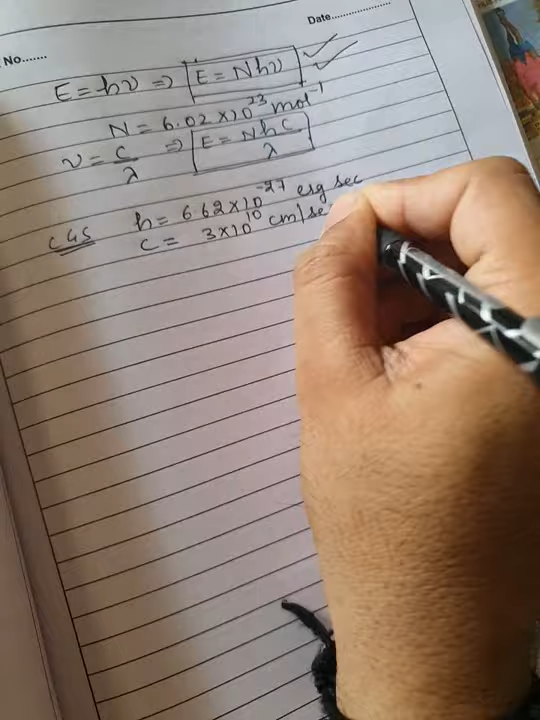 Date................
No.......
E = hν ⇒ E = Nhν
N = 6.02×10²³ mol⁻¹
ν = c/λ ⇒ E = Nhc/λ
CGS h = 6 62×10⁻²⁷ erg sec
c = 3×10¹⁰ cm/se